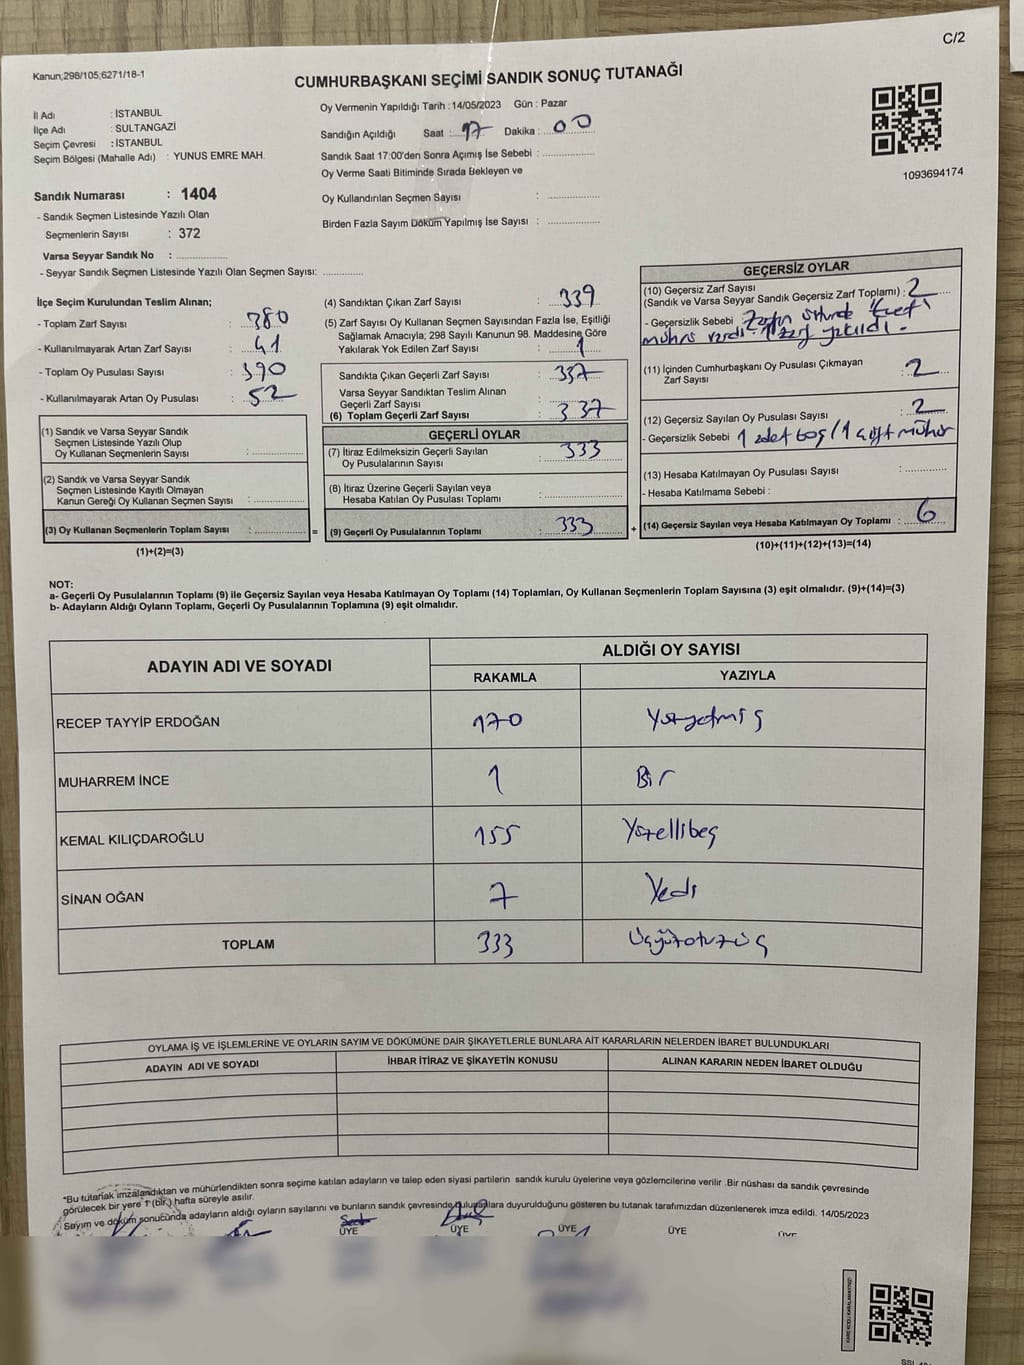 C/2
Kanun,298/105,6271/18-1
CUMHURBAŞKANI SEÇİMİ SANDIK SONUÇ TUTANAĞI
İl Adı : İSTANBUL
İlçe Adı : SULTANGAZİ
Seçim Çevresi : İSTANBUL
Seçim Bölgesi (Mahalle Adı) : YUNUS EMRE MAH.
Oy Vermenin Yapıldığı Tarih : 14/05/2023 Gün : Pazar
Sandığın Açıldığı Saat : 17 Dakika : 00
Sandık Saat 17:00'den Sonra Açımış İse Sebebi :
Oy Verme Saati Bitiminde Sırada Bekleyen ve
Oy Kullandırılan Seçmen Sayısı :
Birden Fazla Sayım Döküm Yapılmış İse Sayısı :
1093694174
Sandık Numarası : 1404
- Sandık Seçmen Listesinde Yazılı Olan
Seçmenlerin Sayısı : 372
Varsa Seyyar Sandık No :
- Seyyar Sandık Seçmen Listesinde Yazılı Olan Seçmen Sayısı:
İlçe Seçim Kurulundan Teslim Alınan;
- Toplam Zarf Sayısı : 380
- Kullanılmayarak Artan Zarf Sayısı : 41
- Toplam Oy Pusulası Sayısı : 390
- Kullanılmayarak Artan Oy Pusulası : 52
(1) Sandık ve Varsa Seyyar Sandık
Seçmen Listesinde Yazılı Olup
Oy Kullanan Seçmenlerin Sayısı :
(2) Sandık ve Varsa Seyyar Sandık
Seçmen Listesinde Kayıtlı Olmayan
Kanun Gereği Oy Kullanan Seçmen Sayısı :
(3) Oy Kullanan Seçmenlerin Toplam Sayısı :
(1)+(2)=(3)
(4) Sandıktan Çıkan Zarf Sayısı : 339
(5) Zarf Sayısı Oy Kullanan Seçmen Sayısından Fazla İse, Eşitliği
Sağlamak Amacıyla; 298 Sayılı Kanunun 98. Maddesine Göre
Yakılarak Yok Edilen Zarf Sayısı : 1
Sandıkta Çıkan Geçerli Zarf Sayısı : 337
Varsa Seyyar Sandıktan Teslim Alınan
Geçerli Zarf Sayısı :
(6) Toplam Geçerli Zarf Sayısı : 337
GEÇERLİ OYLAR
(7) İtiraz Edilmeksizin Geçerli Sayılan
Oy Pusulalarının Sayısı : 333
(8) İtiraz Üzerine Geçerli Sayılan veya
Hesaba Katılan Oy Pusulası Toplamı :
= (9) Geçerli Oy Pusulalarının Toplamı : 333 +
GEÇERSİZ OYLAR
(10) Geçersiz Zarf Sayısı
(Sandık ve Varsa Seyyar Sandık Geçersiz Zarf Toplamı) : 2
- Geçersizlik Sebebi : Zarfın "Evet"
mührü vardı - 1 zarf yakıldı.
(11) İçinden Cumhurbaşkanı Oy Pusulası Çıkmayan
Zarf Sayısı : 2
(12) Geçersiz Sayılan Oy Pusulası Sayısı : 2
- Geçersizlik Sebebi 1 adet boş / 1 çift mühür
(13) Hesaba Katılmayan Oy Pusulası Sayısı :
- Hesaba Katılmama Sebebi :
(14) Geçersiz Sayılan veya Hesaba Katılmayan Oy Toplamı : 6
(10)+(11)+(12)+(13)=(14)
NOT:
a- Geçerli Oy Pusulalarının Toplamı (9) ile Geçersiz Sayılan veya Hesaba Katılmayan Oy Toplamı (14) Toplamları, Oy Kullanan Seçmenlerin Toplam Sayısına (3) eşit olmalıdır. (9)+(14)=(3)
b- Adayların Aldığı Oyların Toplamı, Geçerli Oy Pusulalarının Toplamına (9) eşit olmalıdır.
ADAYIN ADI VE SOYADI
ALDIĞI OY SAYISI
RAKAMLA YAZIYLA
RECEP TAYYİP ERDOĞAN 170 Yüzyetmiş
MUHARREM İNCE 1 Bir
KEMAL KILIÇDAROĞLU 155 Yüzellibeş
SİNAN OĞAN 7 Yedi
TOPLAM 333 Üçyüzotuzüç
OYLAMA İŞ VE İŞLEMLERİNE VE OYLARIN SAYIM VE DÖKÜMÜNE DAİR ŞİKAYETLERLE BUNLARA AİT KARARLARIN NELERDEN İBARET BULUNDUKLARI
ADAYIN ADI VE SOYADI İHBAR İTİRAZ VE ŞİKAYETİN KONUSU ALINAN KARARIN NEDEN İBARET OLDUĞU
*Bu tutanak imzalandıktan ve mühürlendikten sonra seçime katılan adayların ve talep eden siyasi partilerin sandık kurulu üyelerine veya gözlemcilerine verilir. Bir nüshası da sandık çevresinde
görülecek bir yere 1 (bir) hafta süreyle asılır.
Sayım ve döküm sonucunda adayların aldığı oyların sayılarını ve bunların sandık çevresinde bulunanlara duyurulduğunu gösteren bu tutanak tarafımızdan düzenlenerek imza edildi. 14/05/2023
ÜYE ÜYE ÜYE ÜYE ÜYE